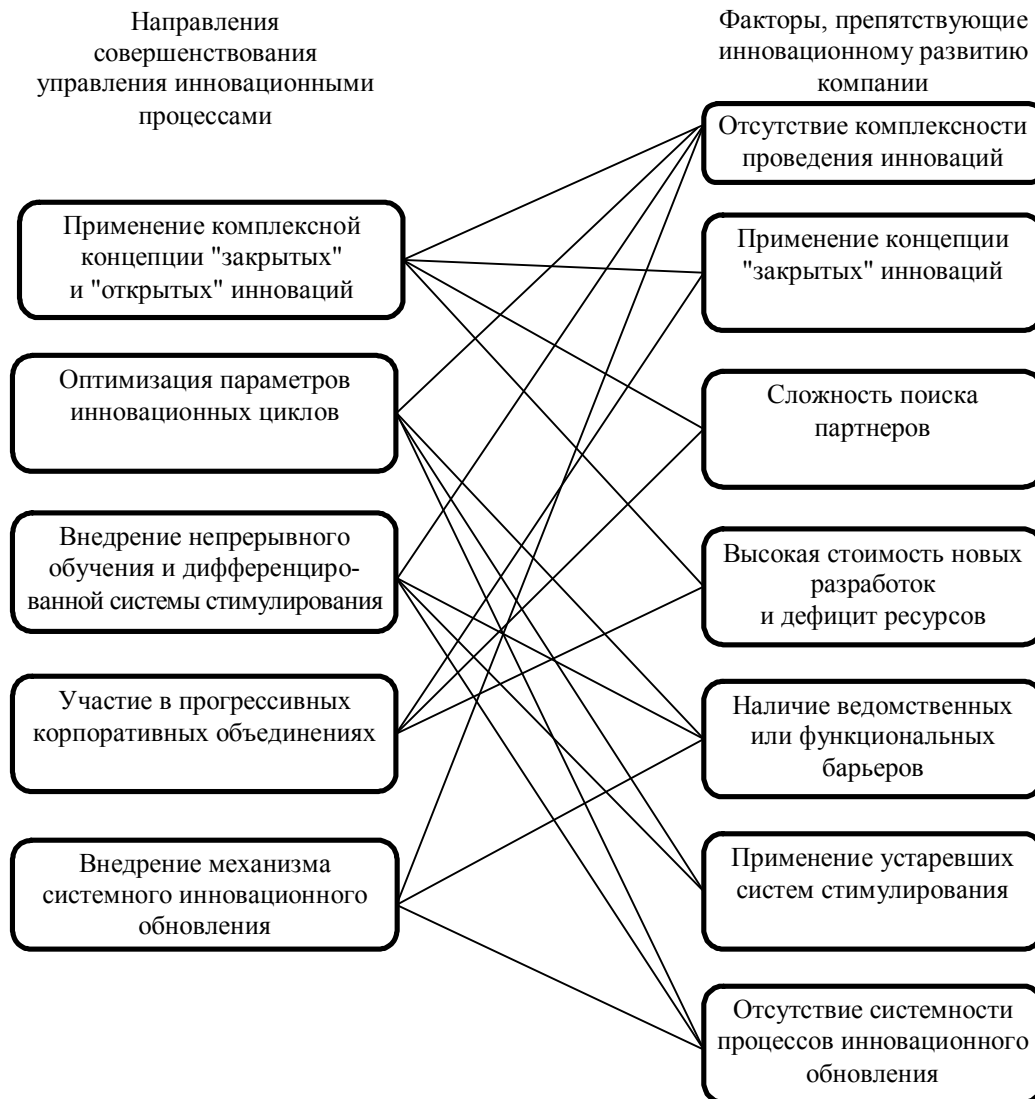 Направления
совершенствования
управления инновационными
процессами
Применение комплексной
концепции "закрытых"
и "открытых" инноваций
Оптимизация параметров
инновационных циклов
Внедрение непрерывного
обучения и дифференциро-
ванной системы стимулирования
Участие в прогрессивных
корпоративных объединениях
Внедрение механизма
системного инновационного
обновления
Факторы, препятствующие
инновационному развитию
компании
Отсутствие комплексности
проведения инноваций
Применение концепции
"закрытых" инноваций
Сложность поиска
партнеров
Высокая стоимость новых
разработок
и дефицит ресурсов
Наличие ведомственных
или функциональных
барьеров
Применение устаревших
систем стимулирования
Отсутствие системности
процессов инновационного
обновления